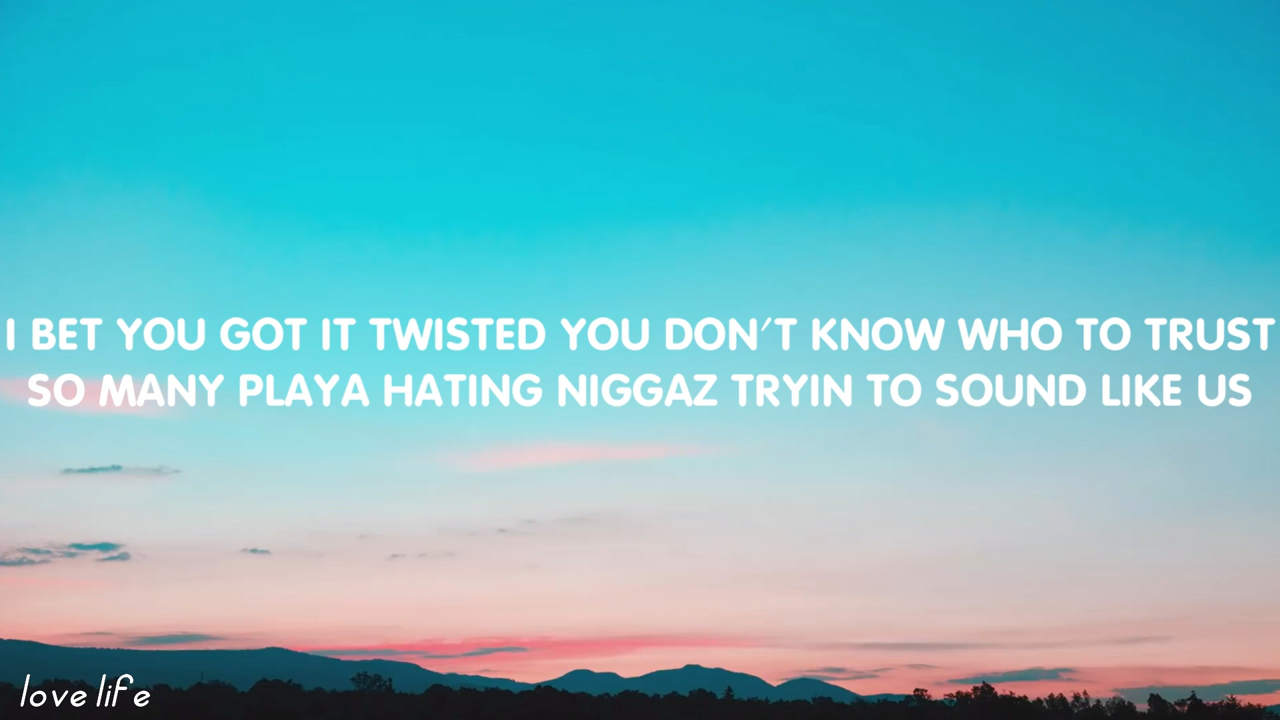 I BET YOU GOT IT TWISTED YOU DON'T KNOW WHO TO TRUST
SO MANY PLAYA HATING NIGGAZ TRYIN TO SOUND LIKE US
love life